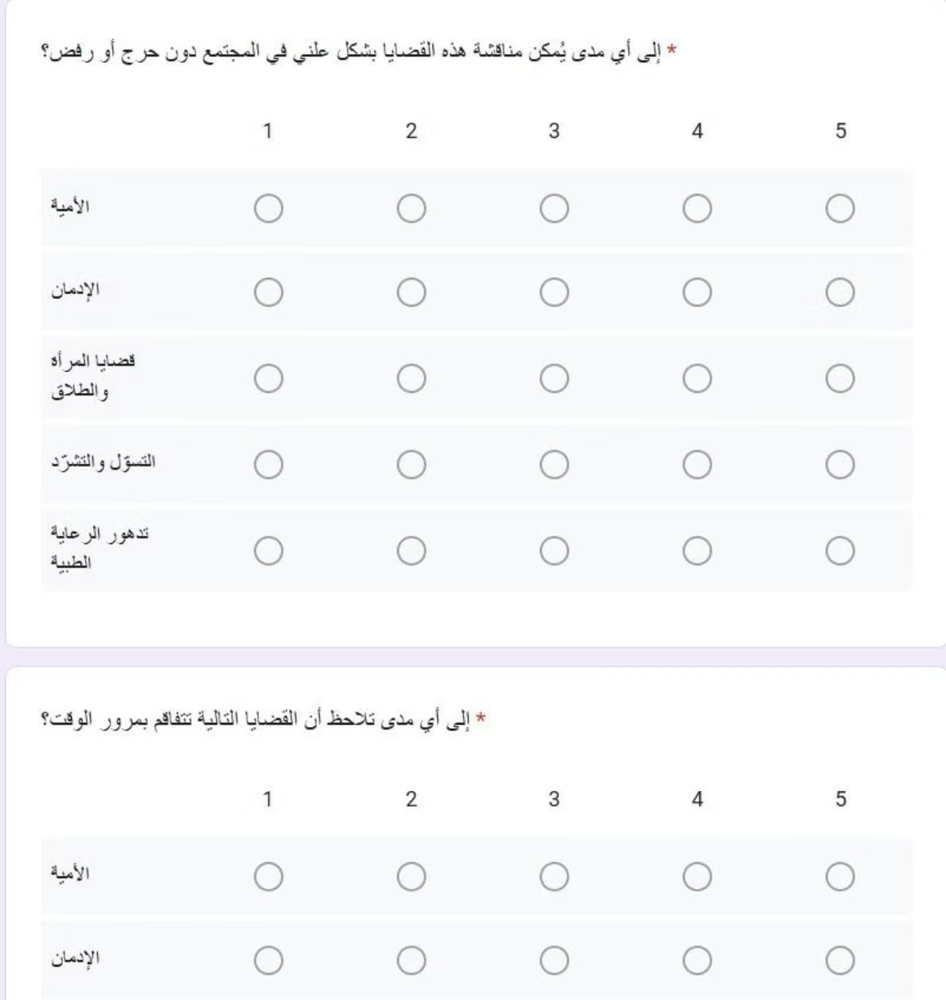 إلى أي مدى يُمكن مناقشة هذه القضايا بشكل علني في المجتمع دون حرج أو رفض؟ *
1 2 3 4 5
الأمية
الإدمان
قضايا المرأة
والطلاق
التسوّل والتشرّد
تدهور الرعاية
الطبية
إلى أي مدى تلاحظ أن القضايا التالية تتفاقم بمرور الوقت؟ *
1 2 3 4 5
الأمية
الإدمان